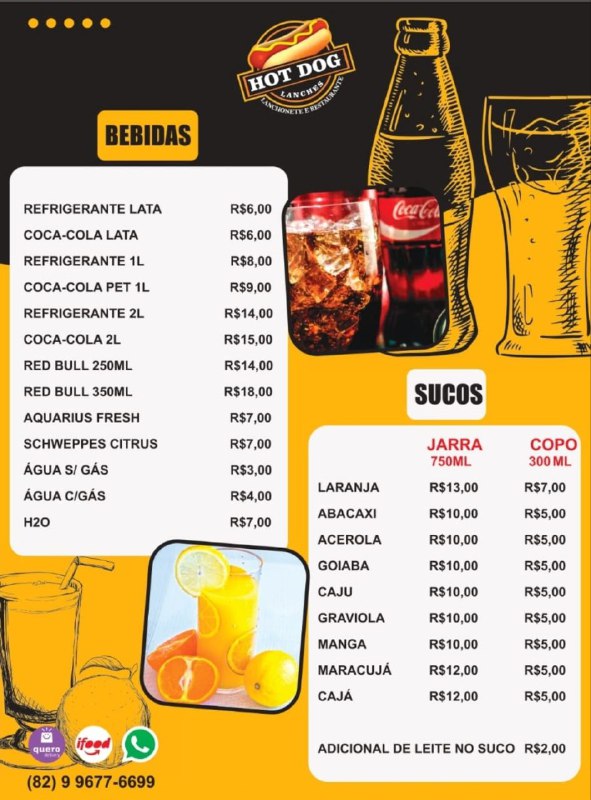 HOT DOG
LANCHES
LANCHONETE E RESTAURANTE
BEBIDAS
REFRIGERANTE LATA R$6,00
COCA-COLA LATA R$6,00
REFRIGERANTE 1L R$8,00
COCA-COLA PET 1L R$9,00
REFRIGERANTE 2L R$14,00
COCA-COLA 2L R$15,00
RED BULL 250ML R$14,00
RED BULL 350ML R$18,00
AQUARIUS FRESH R$7,00
SCHWEPPES CITRUS R$7,00
ÁGUA S/ GÁS R$3,00
ÁGUA C/GÁS R$4,00
H2O R$7,00
Coca-Cola
SUCOS
JARRA COPO
750ML 300 ML
LARANJA R$13,00 R$7,00
ABACAXI R$10,00 R$5,00
ACEROLA R$10,00 R$5,00
GOIABA R$10,00 R$5,00
CAJU R$10,00 R$5,00
GRAVIOLA R$10,00 R$5,00
MANGA R$10,00 R$5,00
MARACUJÁ R$12,00 R$5,00
CAJÁ R$12,00 R$5,00
ADICIONAL DE LEITE NO SUCO R$2,00
quero
delivery
ifood
(82) 9 9677-6699